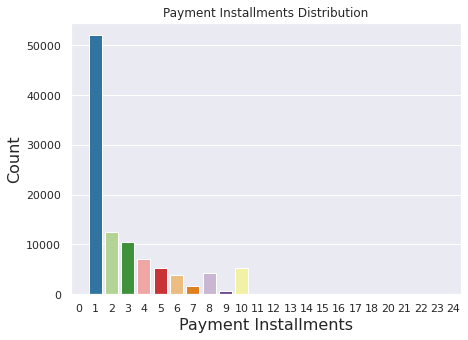 Payment Installments Distribution
50000
40000
30000
20000
10000
0
Count
0 1 2 3 4 5 6 7 8 9 10 11 12 13 14 15 16 17 18 20 21 22 23 24
Payment Installments